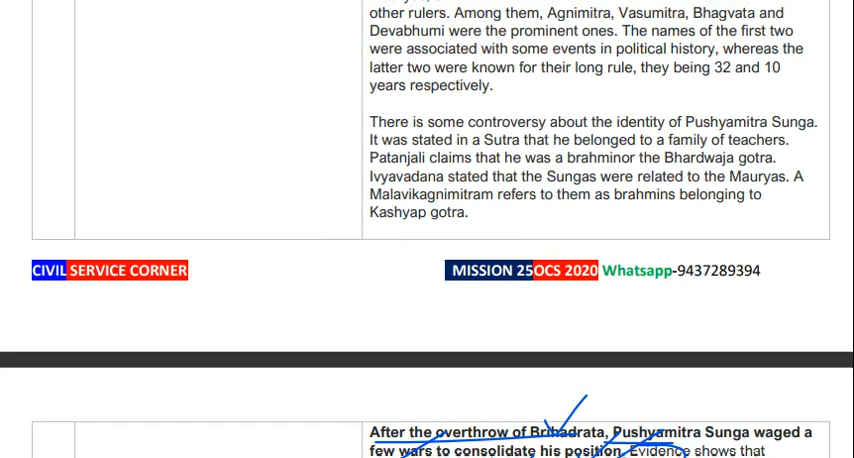 other rulers. Among them, Agnimitra, Vasumitra, Bhagvata and
Devabhumi were the prominent ones. The names of the first two
were associated with some events in political history, whereas the
latter two were known for their long rule, they being 32 and 10
years respectively.
There is some controversy about the identity of Pushyamitra Sunga.
It was stated in a Sutra that he belonged to a family of teachers.
Patanjali claims that he was a brahminor the Bhardwaja gotra.
Ivyavadana stated that the Sungas were related to the Mauryas. A
Malavikagnimitram refers to them as brahmins belonging to
Kashyap gotra.
CIVIL SERVICE CORNER MISSION 25OCS 2020 Whatsapp-9437289394
After the overthrow of Brihadrata, Pushyamitra Sunga waged a
few wars to consolidate his position. Evidence shows that